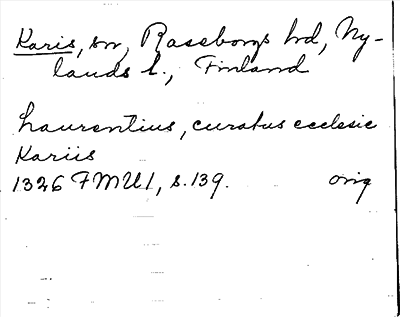 Karis, sn, Raseborgs hd, Ny-
lands l., Finland
Laurentius, curatus ecclesie
Kariis
1326 FMU I, s. 139. orig